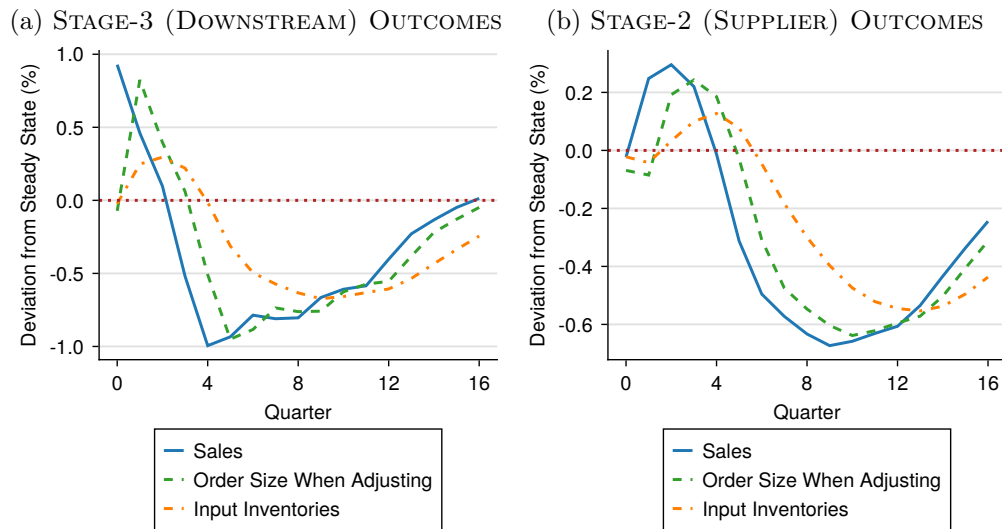 (a) STAGE-3 (DOWNSTREAM) OUTCOMES
Deviation from Steady State (%)
1.0
0.5
0.0
-0.5
-1.0
0 4 8 12 16
Quarter
Sales
Order Size When Adjusting
Input Inventories
(b) STAGE-2 (SUPPLIER) OUTCOMES
Deviation from Steady State (%)
0.2
0.0
-0.2
-0.4
-0.6
0 4 8 12 16
Quarter
Sales
Order Size When Adjusting
Input Inventories